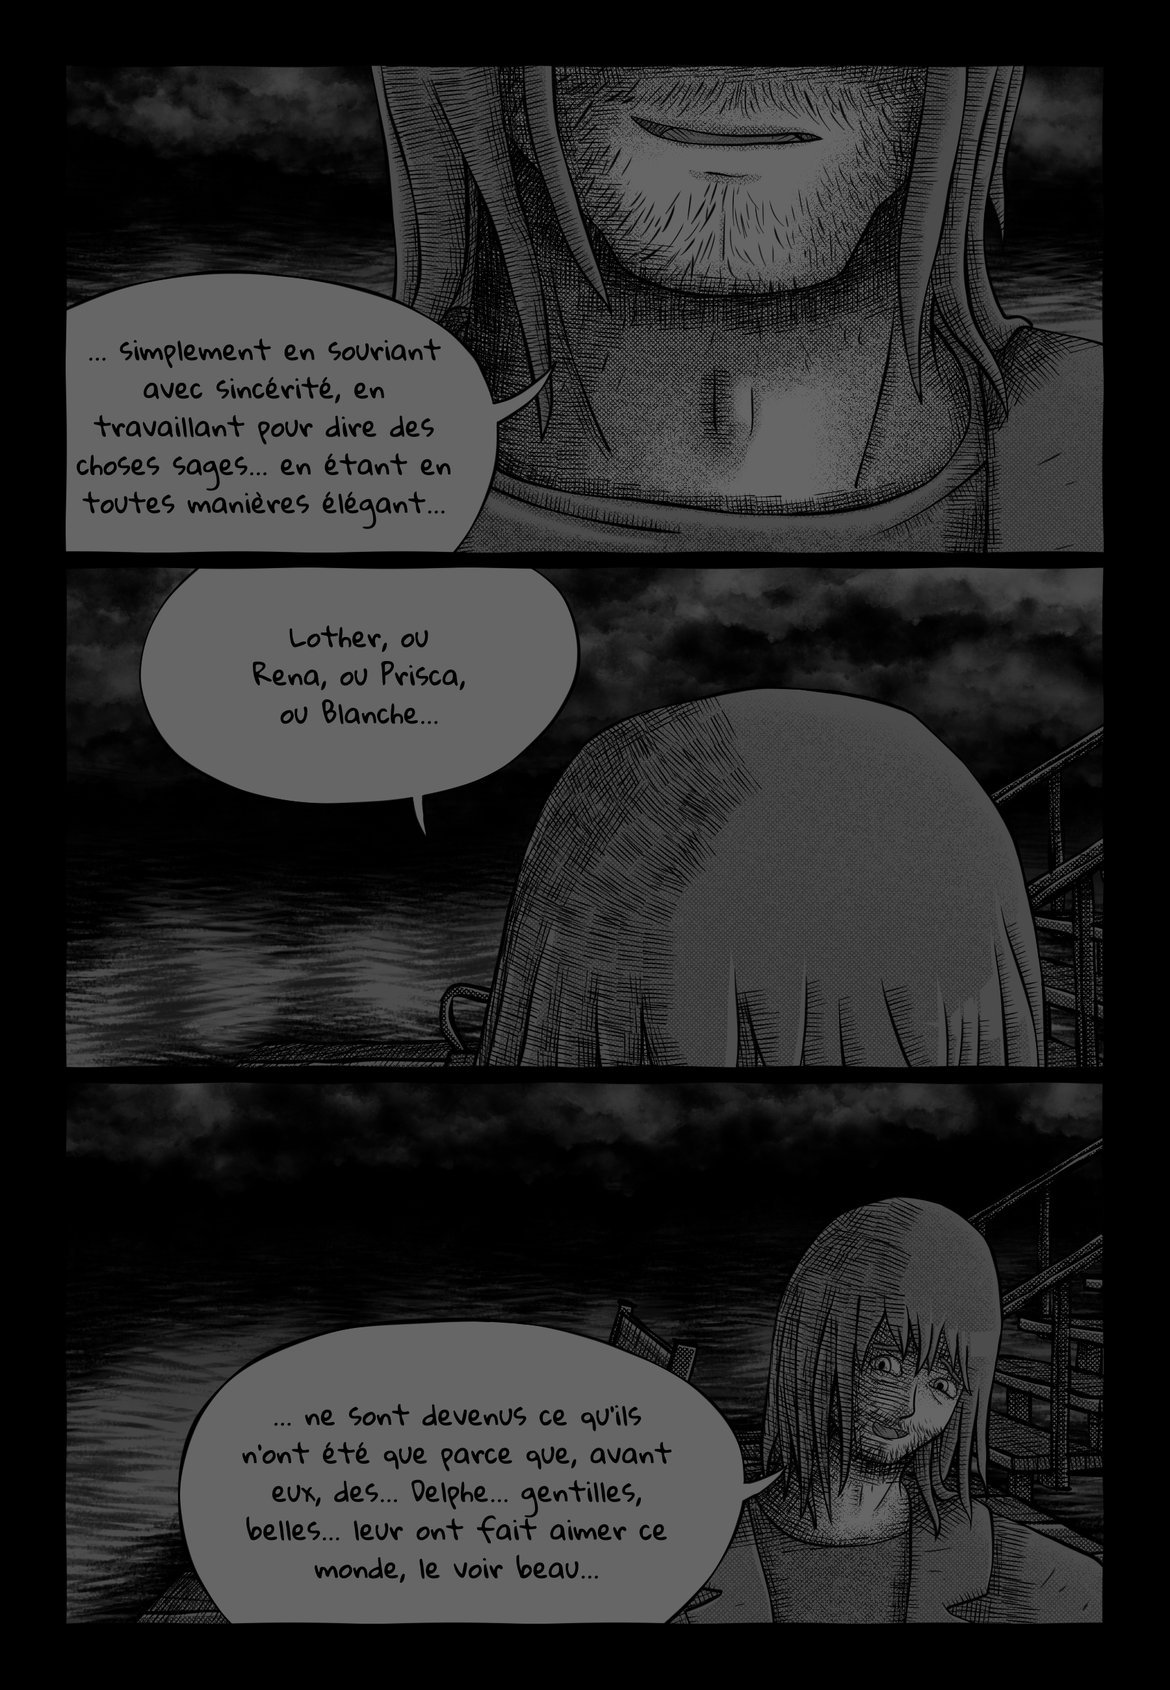 ... simplement en souriant
avec sincérité, en
travaillant pour dire des
choses sages... en étant en
toutes manières élégant...
Lother, ou
Rena, ou Prisca,
ou Blanche...
... ne sont devenus ce qu'ils
n'ont été que parce que, avant
eux, des... Delphe... gentilles,
belles... leur ont fait aimer ce
monde, le voir beau...